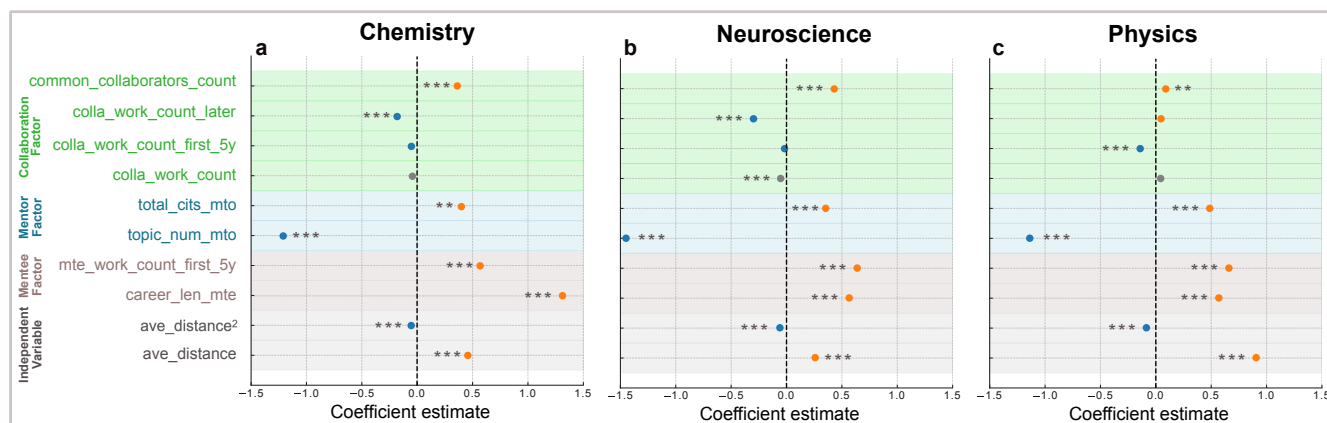 Chemistry
Neuroscience
Physics
a
b
c
Collaboration
Factor
common_collaborators_count
colla_work_count_later
colla_work_count_first_5y
colla_work_count
Mentor
Factor
total_cits_mto
topic_num_mto
Mentee
Factor
mte_work_count_first_5y
career_len_mte
Independent
Variable
ave_distance²
ave_distance
*** *** **
*** ***
***
***
** *** ***
*** *** ***
*** *** ***
*** *** ***
*** *** ***
*** *** ***
−1.5 −1.0 −0.5 0.0 0.5 1.0 1.5
−1.5 −1.0 −0.5 0.0 0.5 1.0 1.5
−1.5 −1.0 −0.5 0.0 0.5 1.0 1.5
Coefficient estimate
Coefficient estimate
Coefficient estimate